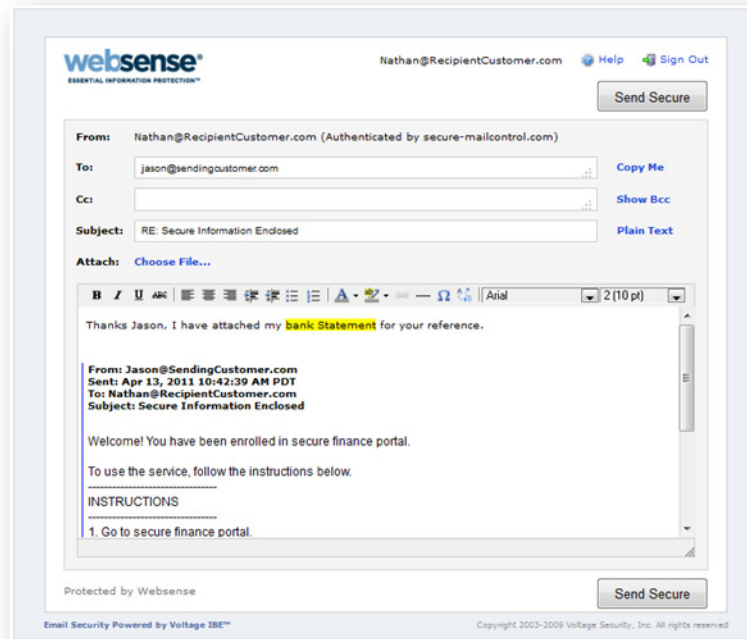 websense®
ESSENTIAL INFORMATION PROTECTION™
Nathan@RecipientCustomer.com Help Sign Out
Send Secure
From: Nathan@RecipientCustomer.com (Authenticated by secure-mailcontrol.com)
To: jason@sendingcustomer.com Copy Me
Cc: Show Bcc
Subject: RE: Secure Information Enclosed Plain Text
Attach: Choose File...
B I U ABC A ab Ω Arial 2 (10 pt)
Thanks Jason, I have attached my bank Statement for your reference.
From: Jason@SendingCustomer.com
Sent: Apr 13, 2011 10:42:39 AM PDT
To: Nathan@RecipientCustomer.com
Subject: Secure Information Enclosed
Welcome! You have been enrolled in secure finance portal.
To use the service, follow the instructions below.
--------------------------------
INSTRUCTIONS
--------------------------------
1. Go to secure finance portal.
Protected by Websense
Send Secure
Email Security Powered by Voltage IBE™ Copyright 2003-2009 Voltage Security, Inc. All rights reserved